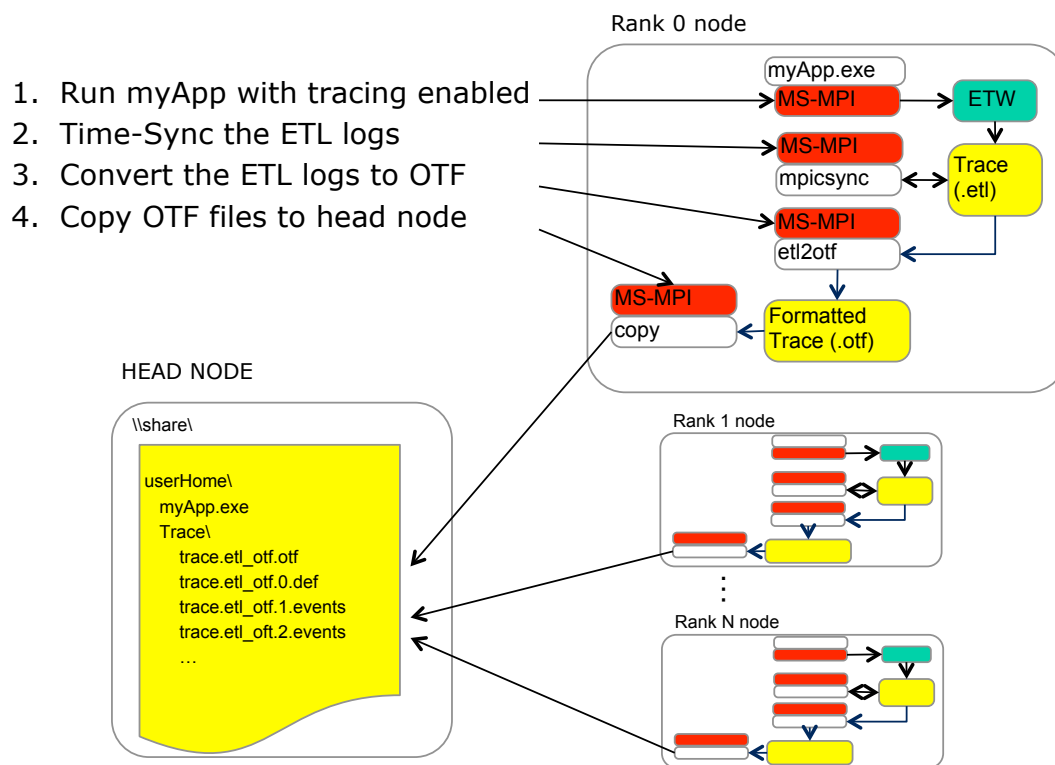 Rank 0 node
1. Run myApp with tracing enabled
2. Time-Sync the ETL logs
3. Convert the ETL logs to OTF
4. Copy OTF files to head node
myApp.exe
MS-MPI
ETW
MS-MPI
mpicsync
Trace
(.etl)
MS-MPI
etl2otf
MS-MPI
copy
Formatted
Trace (.otf)
HEAD NODE
\\share\
userHome\
myApp.exe
Trace\
trace.etl_otf.otf
trace.etl_otf.0.def
trace.etl_otf.1.events
trace.etl_oft.2.events
…
Rank 1 node
⋮
Rank N node